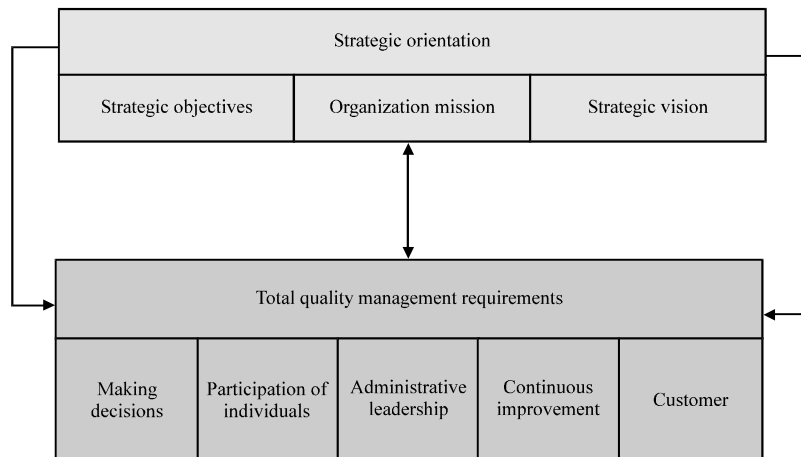 Strategic orientation
Strategic objectives
Organization mission
Strategic vision
Total quality management requirements
Making
decisions
Participation of
individuals
Administrative
leadership
Continuous
improvement
Customer